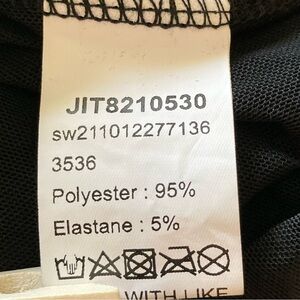 JIT8210530
sw211012277136
3536
Polyester : 95%
Elastane : 5%
WITH LIKE